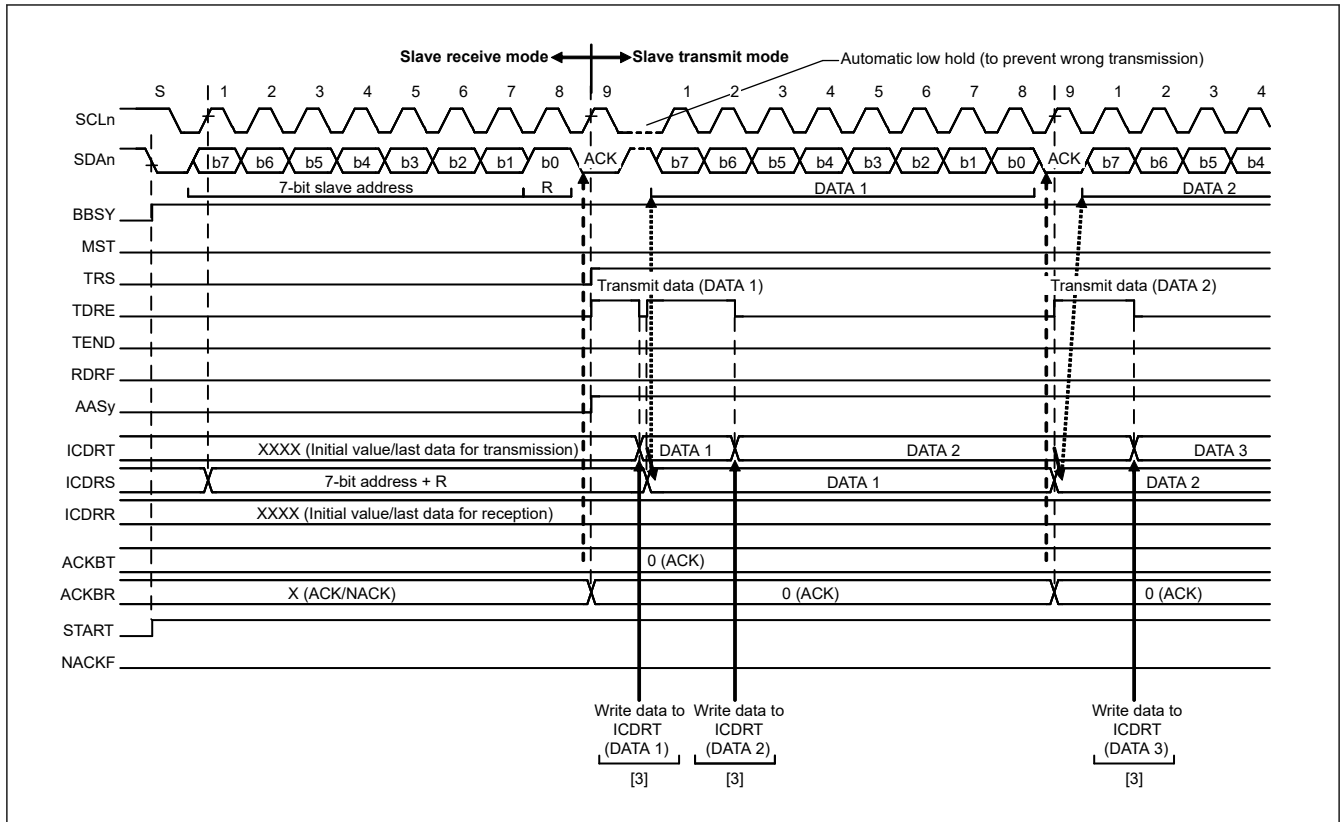 Slave receive mode Slave transmit mode
Automatic low hold (to prevent wrong transmission)
S 1 2 3 4 5 6 7 8 9 1 2 3 4 5 6 7 8 9 1 2 3 4
SCLn
SDAn b7 b6 b5 b4 b3 b2 b1 b0 ACK b7 b6 b5 b4 b3 b2 b1 b0 ACK b7 b6 b5 b4
7-bit slave address R DATA 1 DATA 2
BBSY
MST
TRS
Transmit data (DATA 1) Transmit data (DATA 2)
TDRE
TEND
RDRF
AASy
ICDRT XXXX (Initial value/last data for transmission) DATA 1 DATA 2 DATA 3
ICDRS 7-bit address + R DATA 1 DATA 2
ICDRR XXXX (Initial value/last data for reception)
ACKBT 0 (ACK)
ACKBR X (ACK/NACK) 0 (ACK) 0 (ACK)
START
NACKF
Write data to ICDRT (DATA 1) [3]
Write data to ICDRT (DATA 2) [3]
Write data to ICDRT (DATA 3) [3]